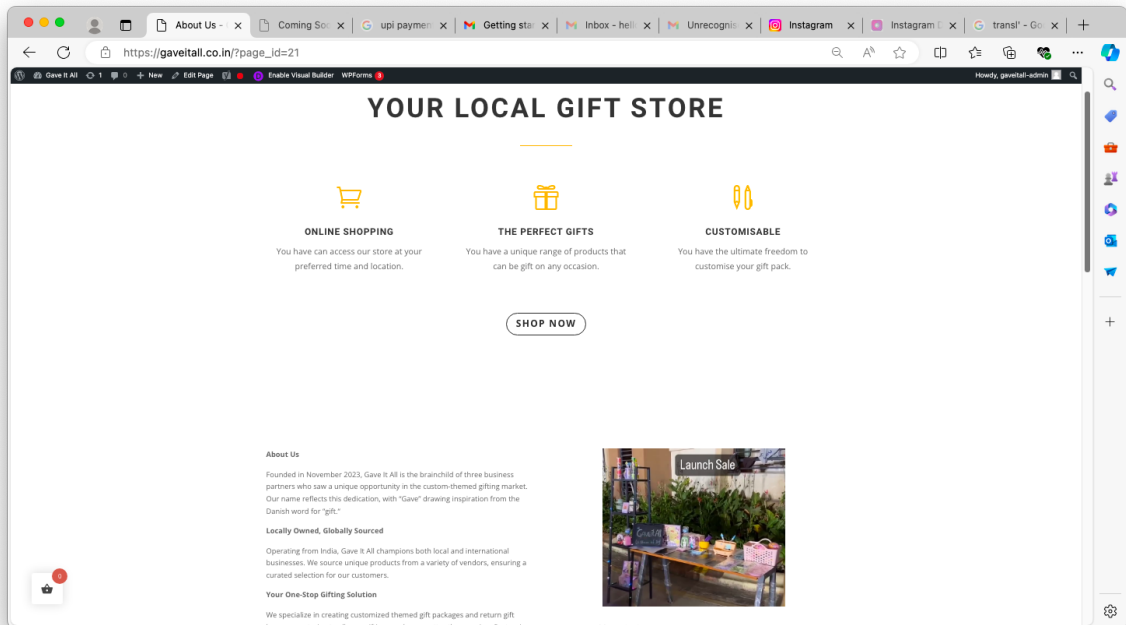 About Us -
Coming Soo
upi paymen
Getting star
Inbox - hell
Unrecognise
Instagram
Instagram D
transl' - Goo
https://gaveitall.co.in/?page_id=21
Gave It All
1
0
New
Edit Page
Enable Visual Builder
WPForms 3
Howdy, gaveitall-admin
YOUR LOCAL GIFT STORE
ONLINE SHOPPING
You have can access our store at your
preferred time and location.
THE PERFECT GIFTS
You have a unique range of products that
can be gift on any occasion.
CUSTOMISABLE
You have the ultimate freedom to
customise your gift pack.
SHOP NOW
About Us
Founded in November 2023, Gave It All is the brainchild of three business
partners who saw a unique opportunity in the custom-themed gifting market.
Our name reflects this dedication, with "Gave" drawing inspiration from the
Danish word for "gift."
Locally Owned, Globally Sourced
Operating from India, Gave It All champions both local and international
businesses. We source unique products from a variety of vendors, ensuring a
curated selection for our customers.
Your One-Stop Gifting Solution
We specialize in creating customized themed gift packages and return gift
Launch Sale
GaveItAll
0